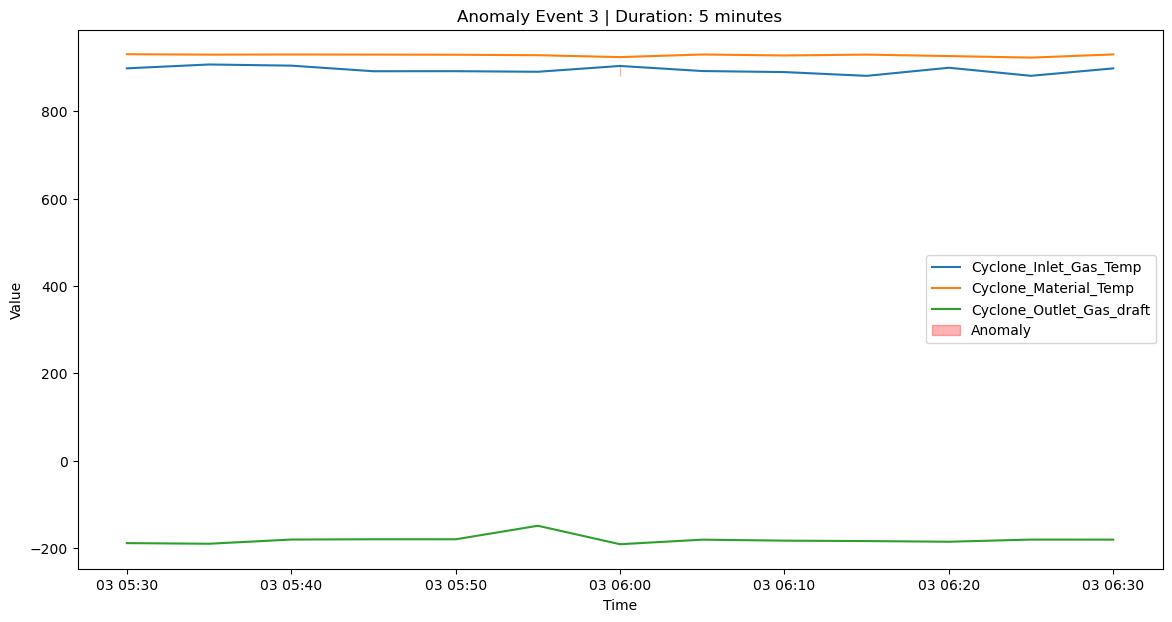 Anomaly Event 3 | Duration: 5 minutes
Value
800
600
400
200
0
−200
Cyclone_Inlet_Gas_Temp
Cyclone_Material_Temp
Cyclone_Outlet_Gas_draft
Anomaly
03 05:30
03 05:40
03 05:50
03 06:00
03 06:10
03 06:20
03 06:30
Time